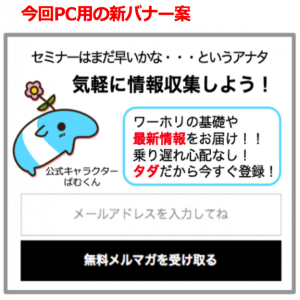 今回PC用の新バナー案
セミナーはまだ早いかな・・・というアナタ
気軽に情報収集しよう！
ワーホリの基礎や
最新情報をお届け！！
乗り遅れ心配なし！
タダだから今すぐ登録！
公式キャラクター
ばむくん
メールアドレスを入力してね
無料メルマガを受け取る